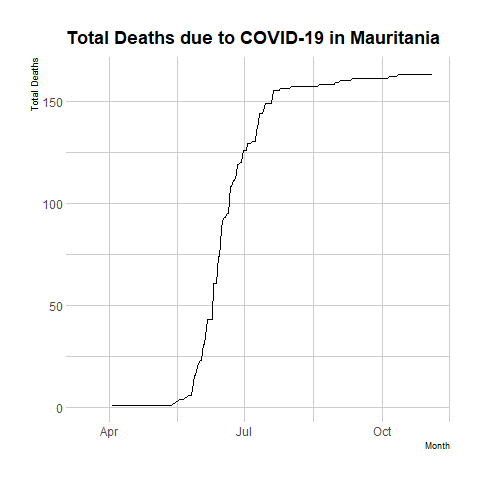 Total Deaths due to COVID-19 in Mauritania
Total Deaths
150
100
50
0
Apr Jul Oct
Month